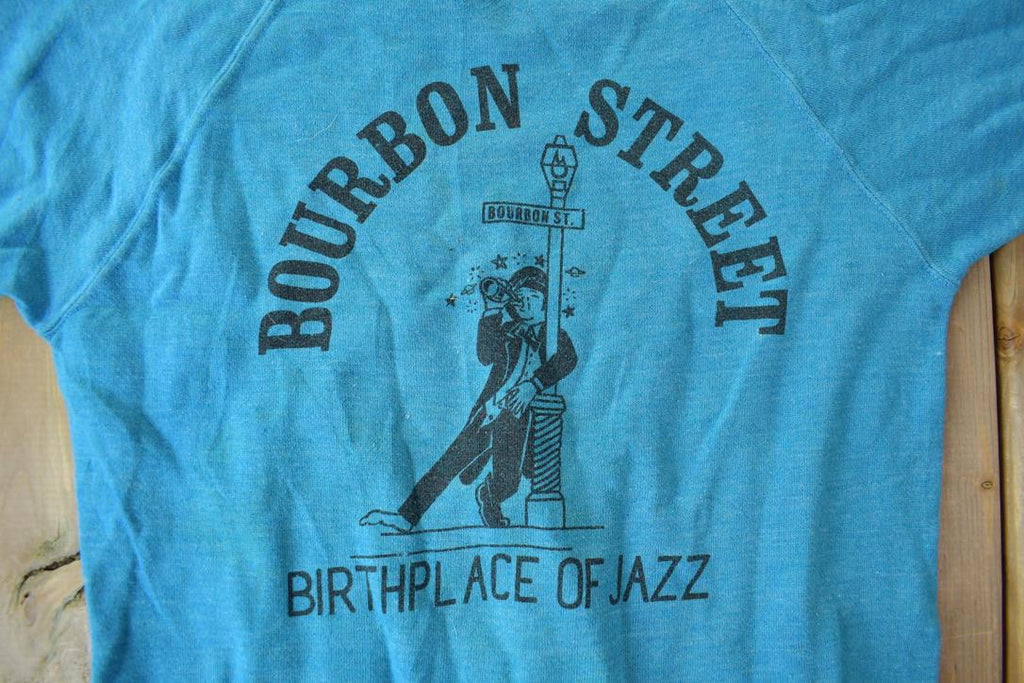 BOURBON STREET
BOURBON ST.
BIRTHPLACE OF JAZZ